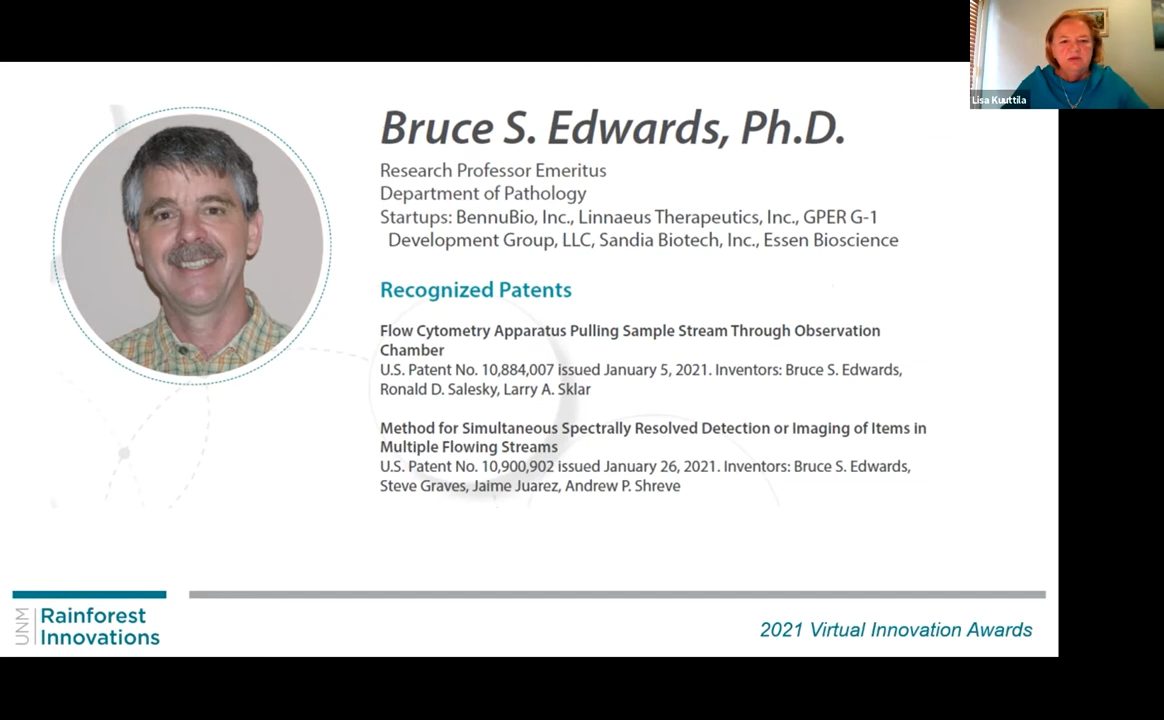 Lisa Kuuttila
Bruce S. Edwards, Ph.D.
Research Professor Emeritus
Department of Pathology
Startups: BennuBio, Inc., Linnaeus Therapeutics, Inc., GPER G-1
Development Group, LLC, Sandia Biotech, Inc., Essen Bioscience
Recognized Patents
Flow Cytometry Apparatus Pulling Sample Stream Through Observation
Chamber
U.S. Patent No. 10,884,007 issued January 5, 2021. Inventors: Bruce S. Edwards,
Ronald D. Salesky, Larry A. Sklar
Method for Simultaneous Spectrally Resolved Detection or Imaging of Items in
Multiple Flowing Streams
U.S. Patent No. 10,900,902 issued January 26, 2021. Inventors: Bruce S. Edwards,
Steve Graves, Jaime Juarez, Andrew P. Shreve
UNM
Rainforest
Innovations
2021 Virtual Innovation Awards